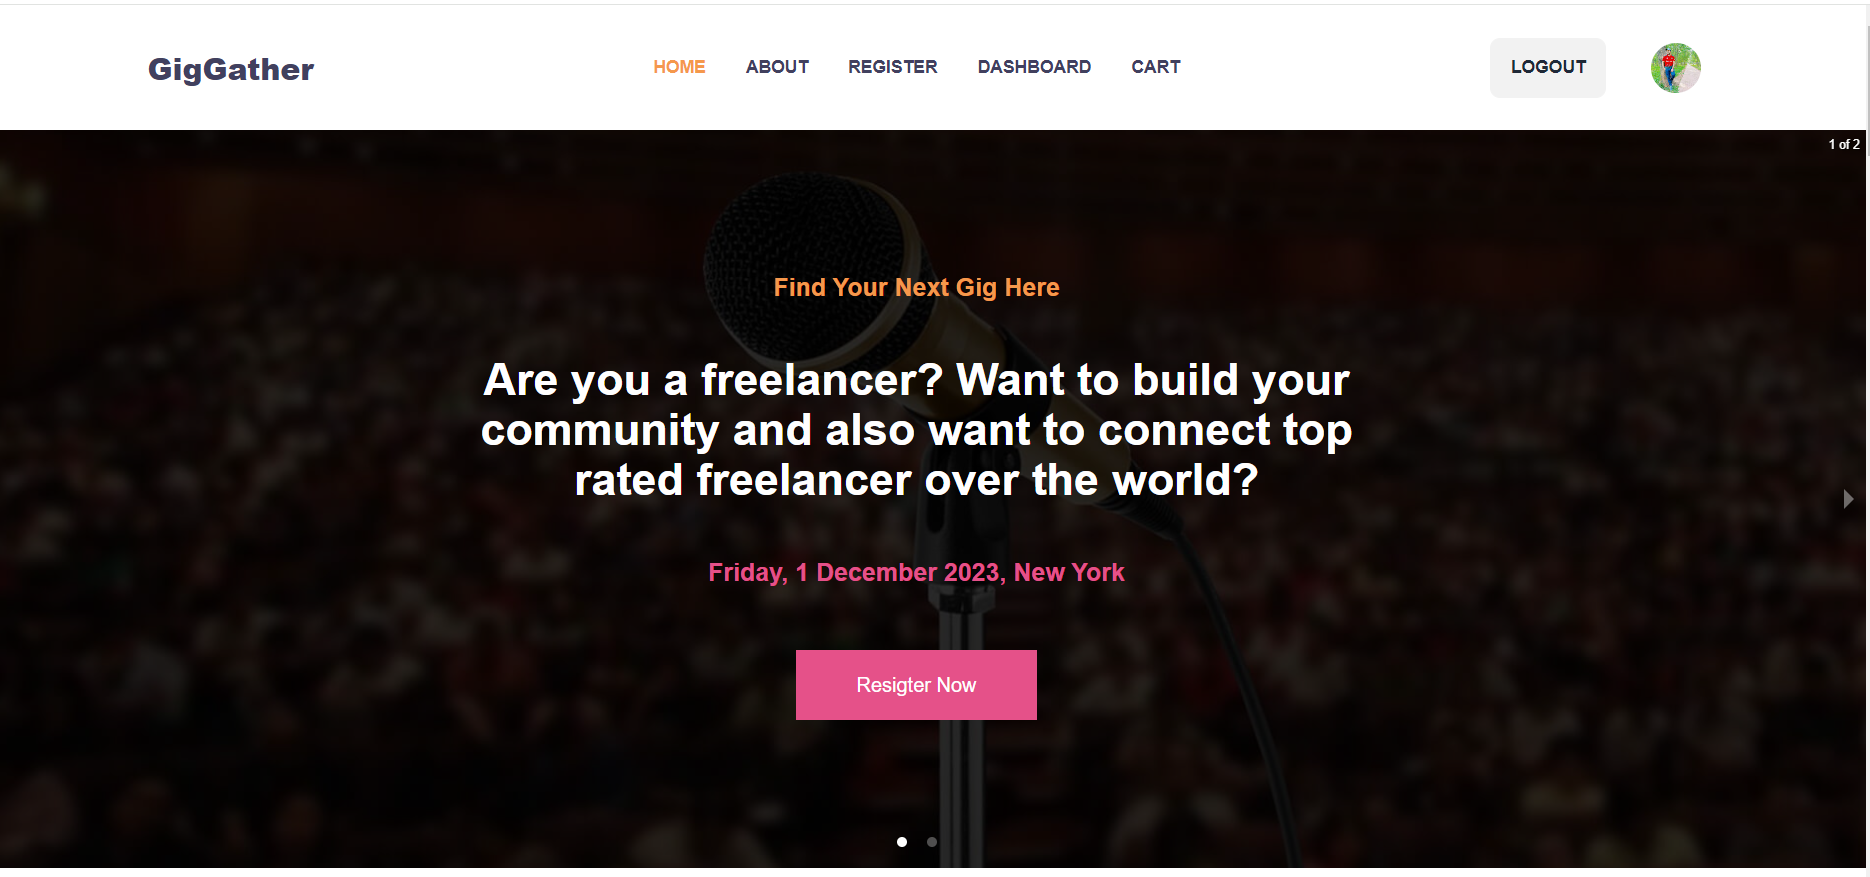 GigGather
HOME ABOUT REGISTER DASHBOARD CART
LOGOUT
1 of 2
Find Your Next Gig Here
Are you a freelancer? Want to build your
community and also want to connect top
rated freelancer over the world?
Friday, 1 December 2023, New York
Resigter Now